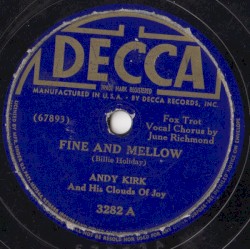 DECCA
TRADE MARK REGISTERED
MANUFACTURED IN U.S.A. BY DECCA RECORDS, INC.
(67893)
Fox Trot
Vocal Chorus by
June Richmond
FINE AND MELLOW
(Billie Holiday)
ANDY KIRK
And His Clouds Of Joy
3282 A